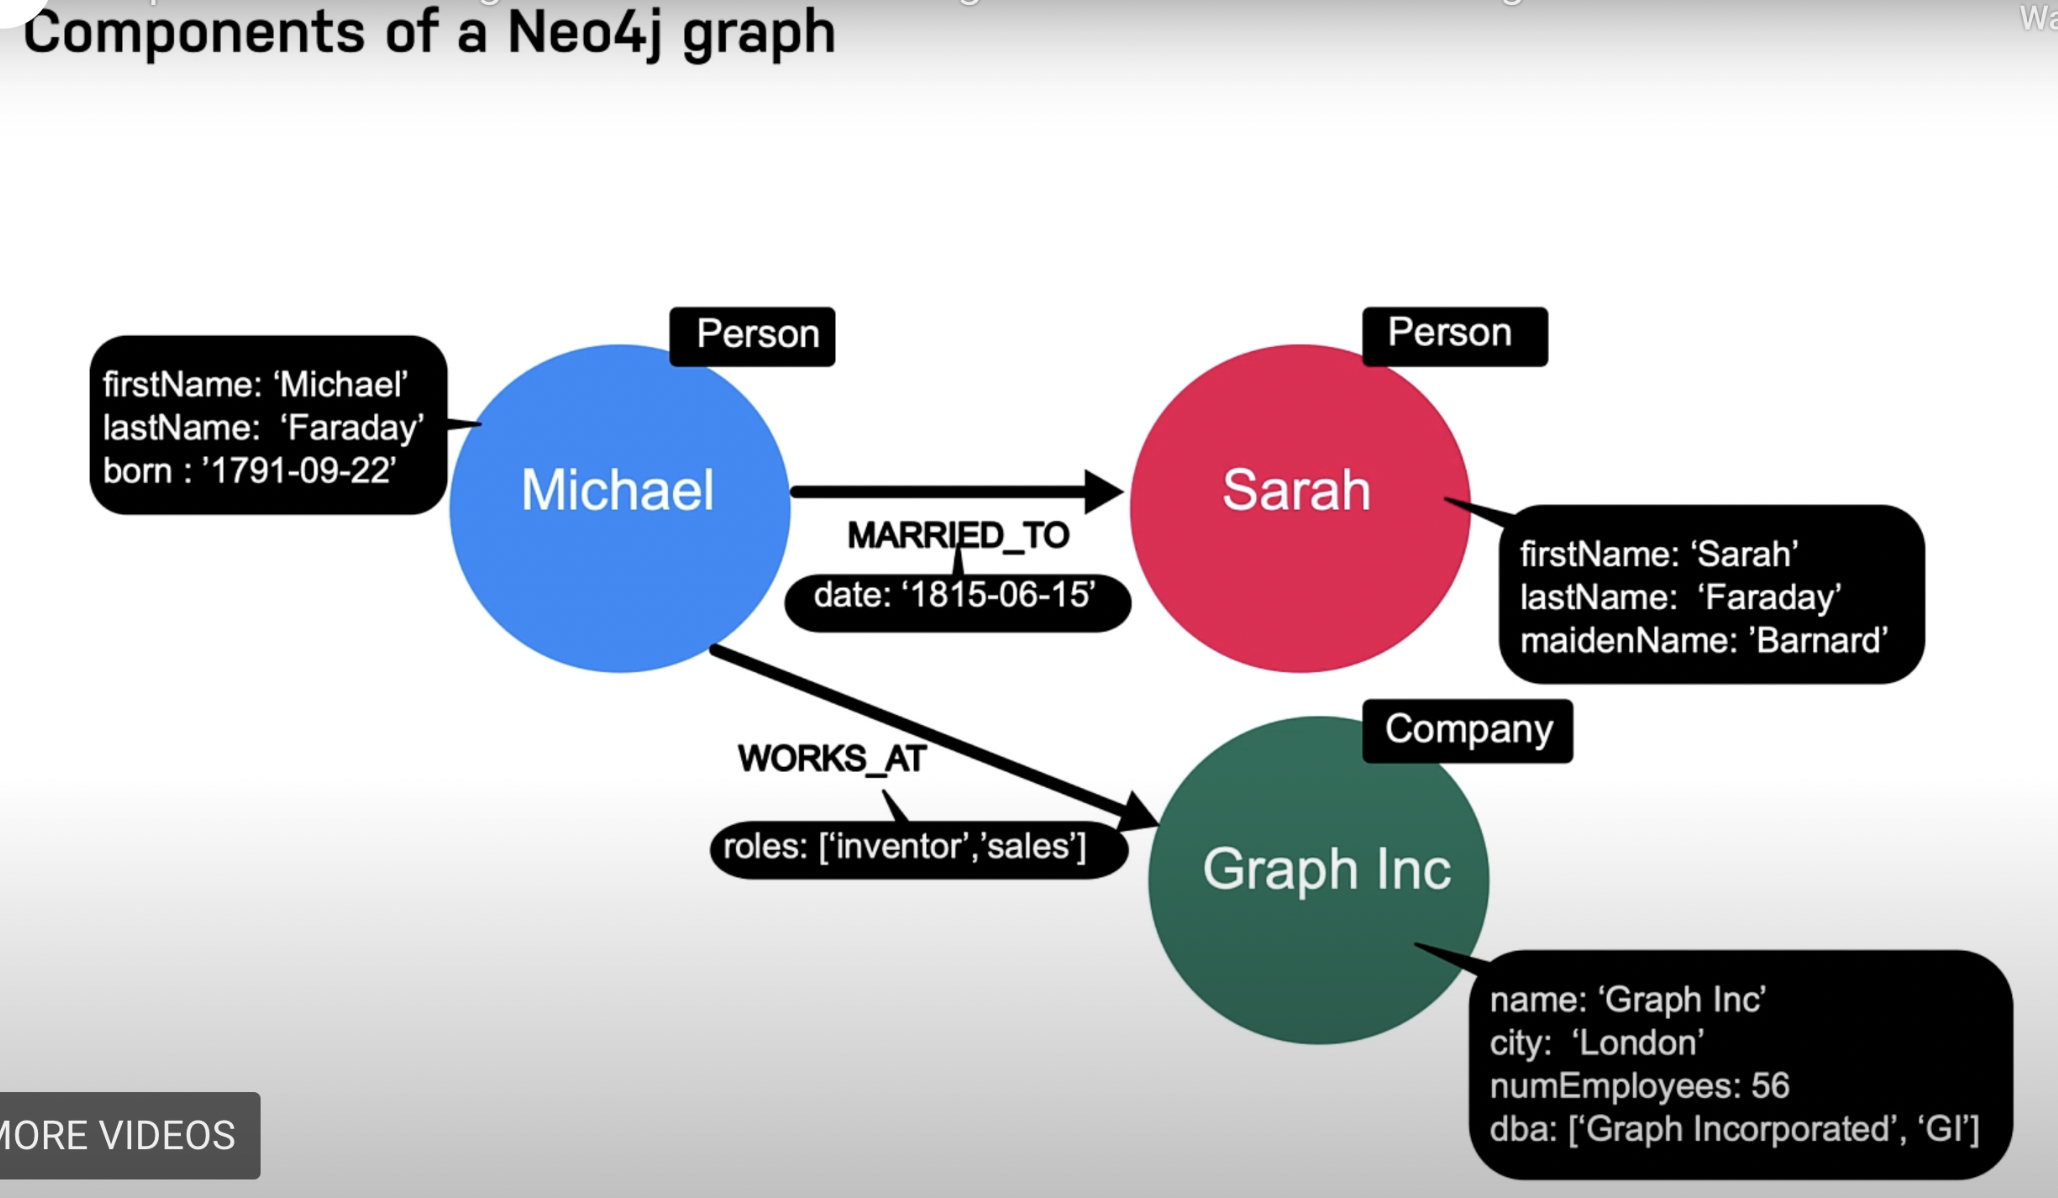 Components of a Neo4j graph
Wa
Person
Person
firstName: ‘Michael’
lastName:  ‘Faraday’
born : ’1791-09-22’
Michael
Sarah
MARRIED_TO
date: ‘1815-06-15’
firstName: ‘Sarah’
lastName:  ‘Faraday’
maidenName: ’Barnard’
Company
WORKS_AT
roles: [‘inventor’,’sales’]
Graph Inc
name: ‘Graph Inc’
city:  ‘London’
numEmployees: 56
dba: [‘Graph Incorporated’, ‘GI’]
MORE VIDEOS